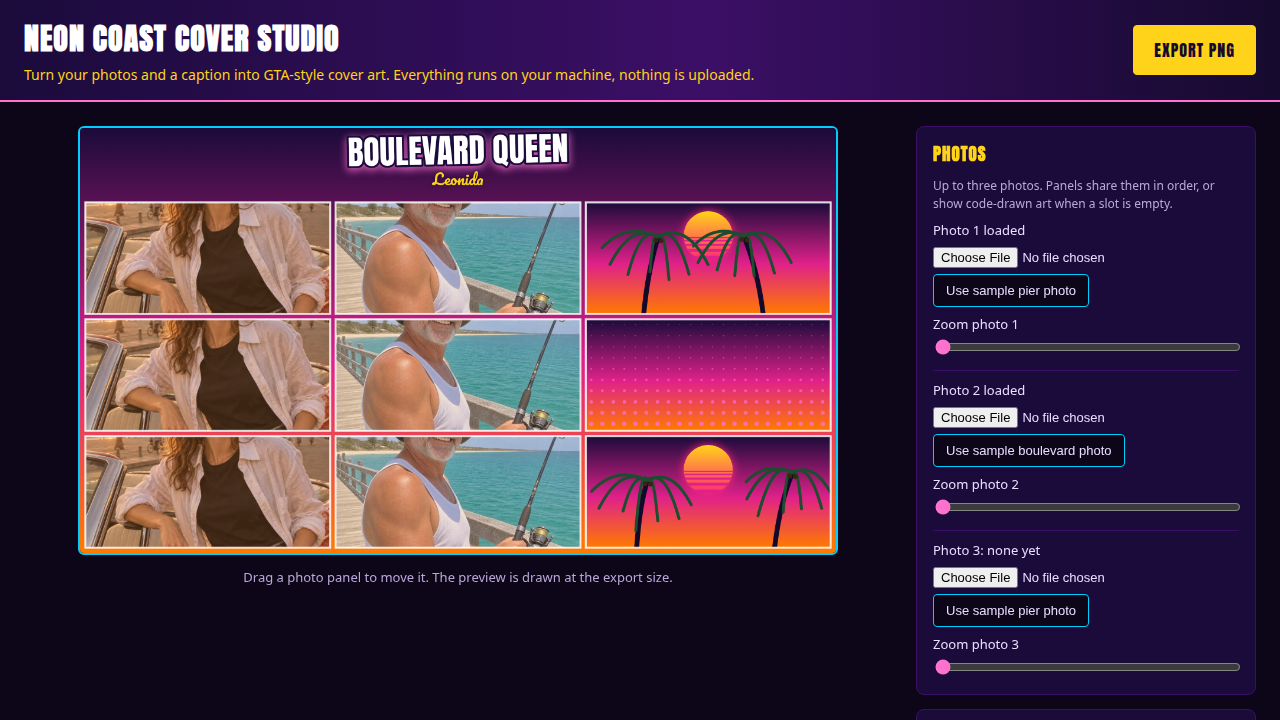 NEON COAST COVER STUDIO
Turn your photos and a caption into GTA-style cover art. Everything runs on your machine, nothing is uploaded.
EXPORT PNG
BOULEVARD QUEEN
Leonida
Drag a photo panel to move it. The preview is drawn at the export size.
PHOTOS
Up to three photos. Panels share them in order, or
show code-drawn art when a slot is empty.
Photo 1 loaded
Choose File No file chosen
Use sample pier photo
Zoom photo 1
Photo 2 loaded
Choose File No file chosen
Use sample boulevard photo
Zoom photo 2
Photo 3: none yet
Choose File No file chosen
Use sample pier photo
Zoom photo 3